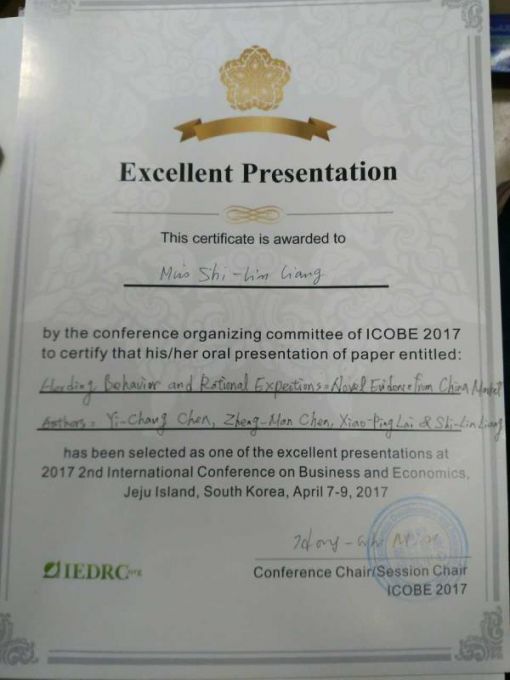 Excellent Presentation
This certificate is awarded to
Miss Shi-Lin Liang
by the conference organizing committee of ICOBE 2017
to certify that his/her oral presentation of paper entitled:
Herding Behavior and Rational Expections=Novel Evidence from China Market
Authors= Yi-Chang Chen, Zheng-Man Chen, Xiao-Ping Lai & Shi-Lin Liang
has been selected as one of the excellent presentations at
2017 2nd International Conference on Business and Economics,
Jeju Island, South Korea, April 7-9, 2017
IEDRC.org
Conference Chair/Session Chair
ICOBE 2017